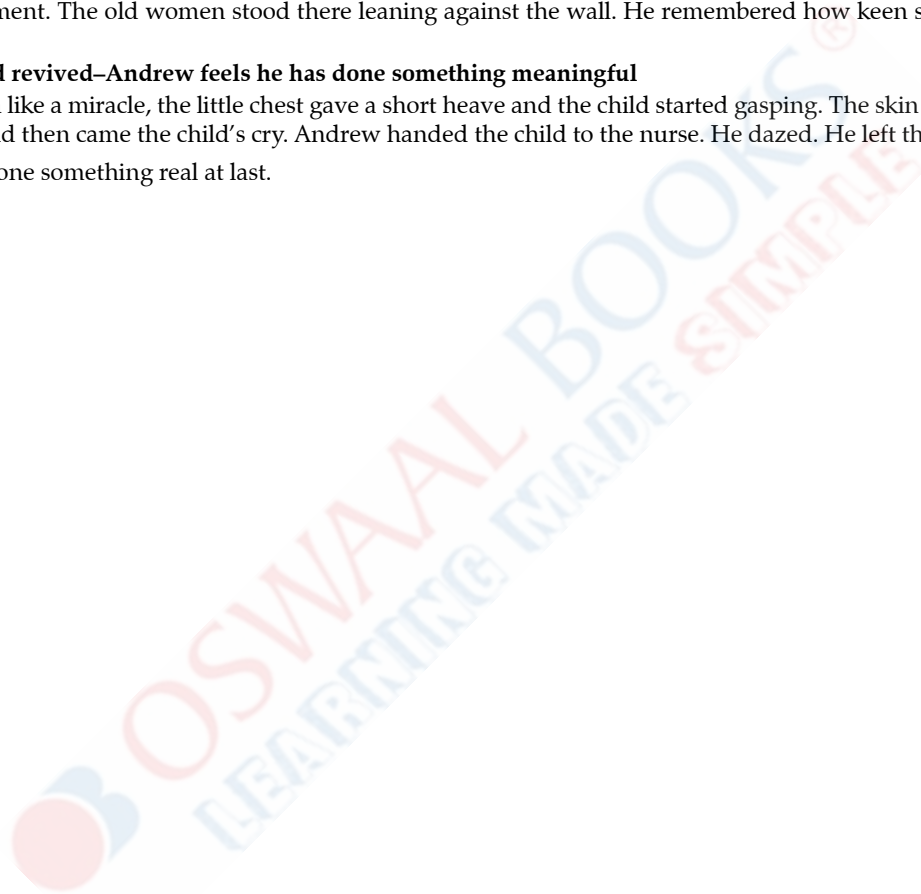 The old women stood there leaning against the wall. He remembered how keen
revived–Andrew feels he has done something meaningful
like a miracle, the little chest gave a short heave and the child started gasping. The skin
then came the child's cry. Andrew handed the child to the nurse. He dazed. He left
something real at last.
OSWAAL BOOKS®
LEARNING MADE SIMPLE